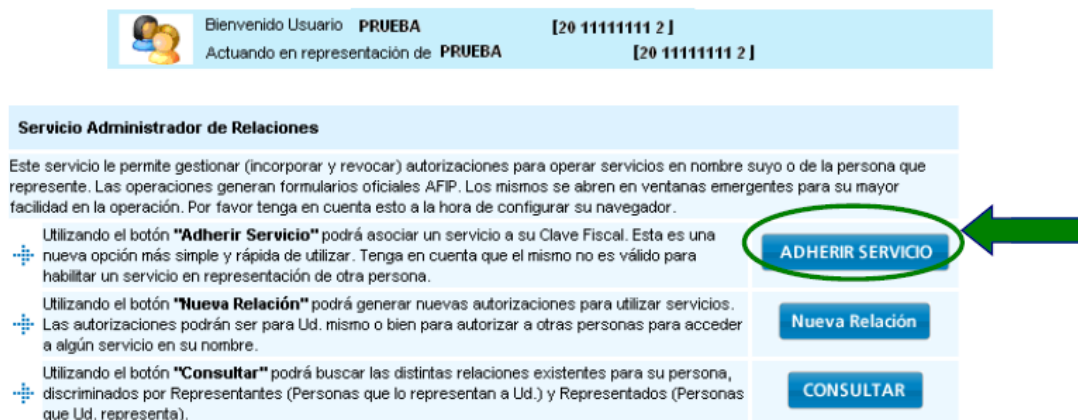 Bienvenido Usuario PRUEBA [20 11111111 2]
Actuando en representación de PRUEBA [20 11111111 2]
Servicio Administrador de Relaciones
Este servicio le permite gestionar (incorporar y revocar) autorizaciones para operar servicios en nombre suyo o de la persona que
represente. Las operaciones generan formularios oficiales AFIP. Los mismos se abren en ventanas emergentes para su mayor
facilidad en la operación. Por favor tenga en cuenta esto a la hora de configurar su navegador.
Utilizando el botón "Adherir Servicio" podrá asociar un servicio a su Clave Fiscal. Esta es una
nueva opción más simple y rápida de utilizar. Tenga en cuenta que el mismo no es válido para
habilitar un servicio en representación de otra persona.
ADHERIR SERVICIO
Utilizando el botón "Nueva Relación" podrá generar nuevas autorizaciones para utilizar servicios.
Las autorizaciones podrán ser para Ud. mismo o bien para autorizar a otras personas para acceder
a algún servicio en su nombre.
Nueva Relación
Utilizando el botón "Consultar" podrá buscar las distintas relaciones existentes para su persona,
discriminados por Representantes (Personas que lo representan a Ud.) y Representados (Personas
que Ud. representa).
CONSULTAR